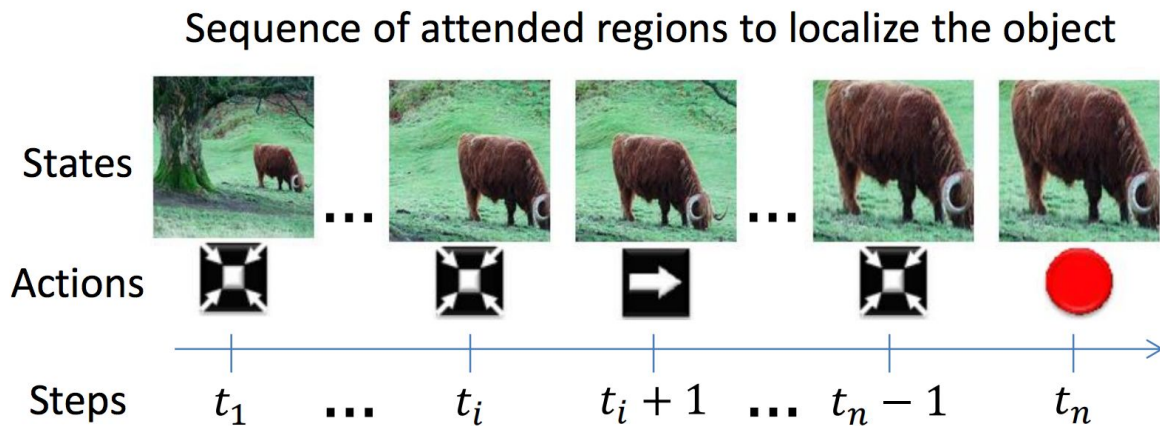 Sequence of attended regions to localize the object
States
... ...
Actions
Steps t₁ ... tᵢ tᵢ + 1 ... tₙ − 1 tₙ